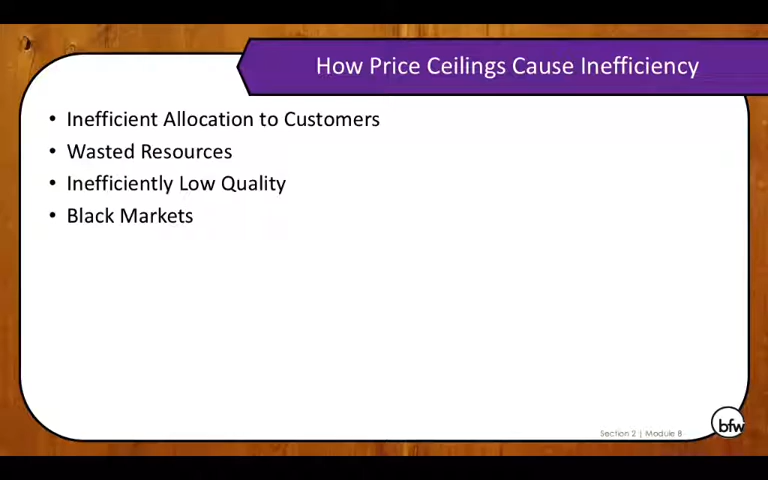 How Price Ceilings Cause Inefficiency
• Inefficient Allocation to Customers
• Wasted Resources
• Inefficiently Low Quality
• Black Markets
Section 2 | Module 8
bfw